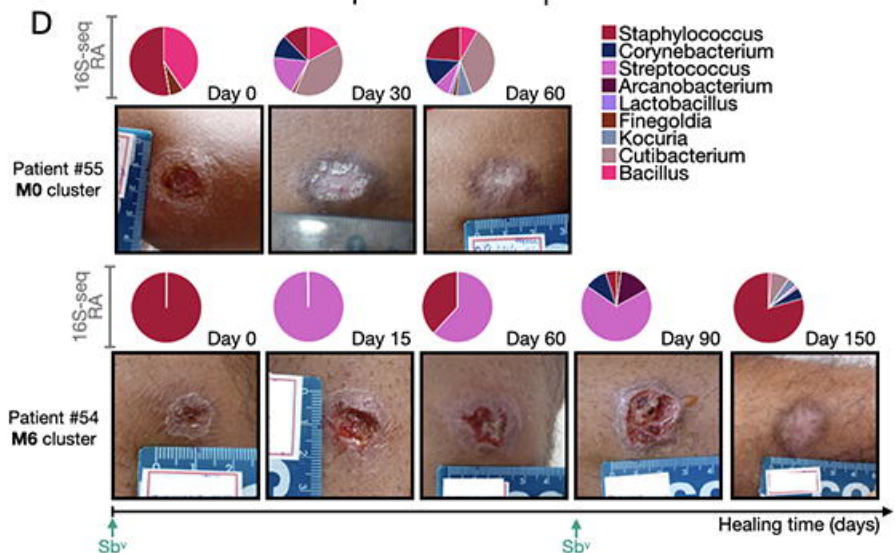 D
16S-seq
RA
Day 0
Day 30
Day 60
Staphylococcus
Corynebacterium
Streptococcus
Arcanobacterium
Lactobacillus
Finegoldia
Kocuria
Cutibacterium
Bacillus
Patient #55
M0 cluster
16S-seq
RA
Day 0
Day 15
Day 60
Day 90
Day 150
Patient #54
M6 cluster
Healing time (days)
Sbᵛ
Sbᵛ